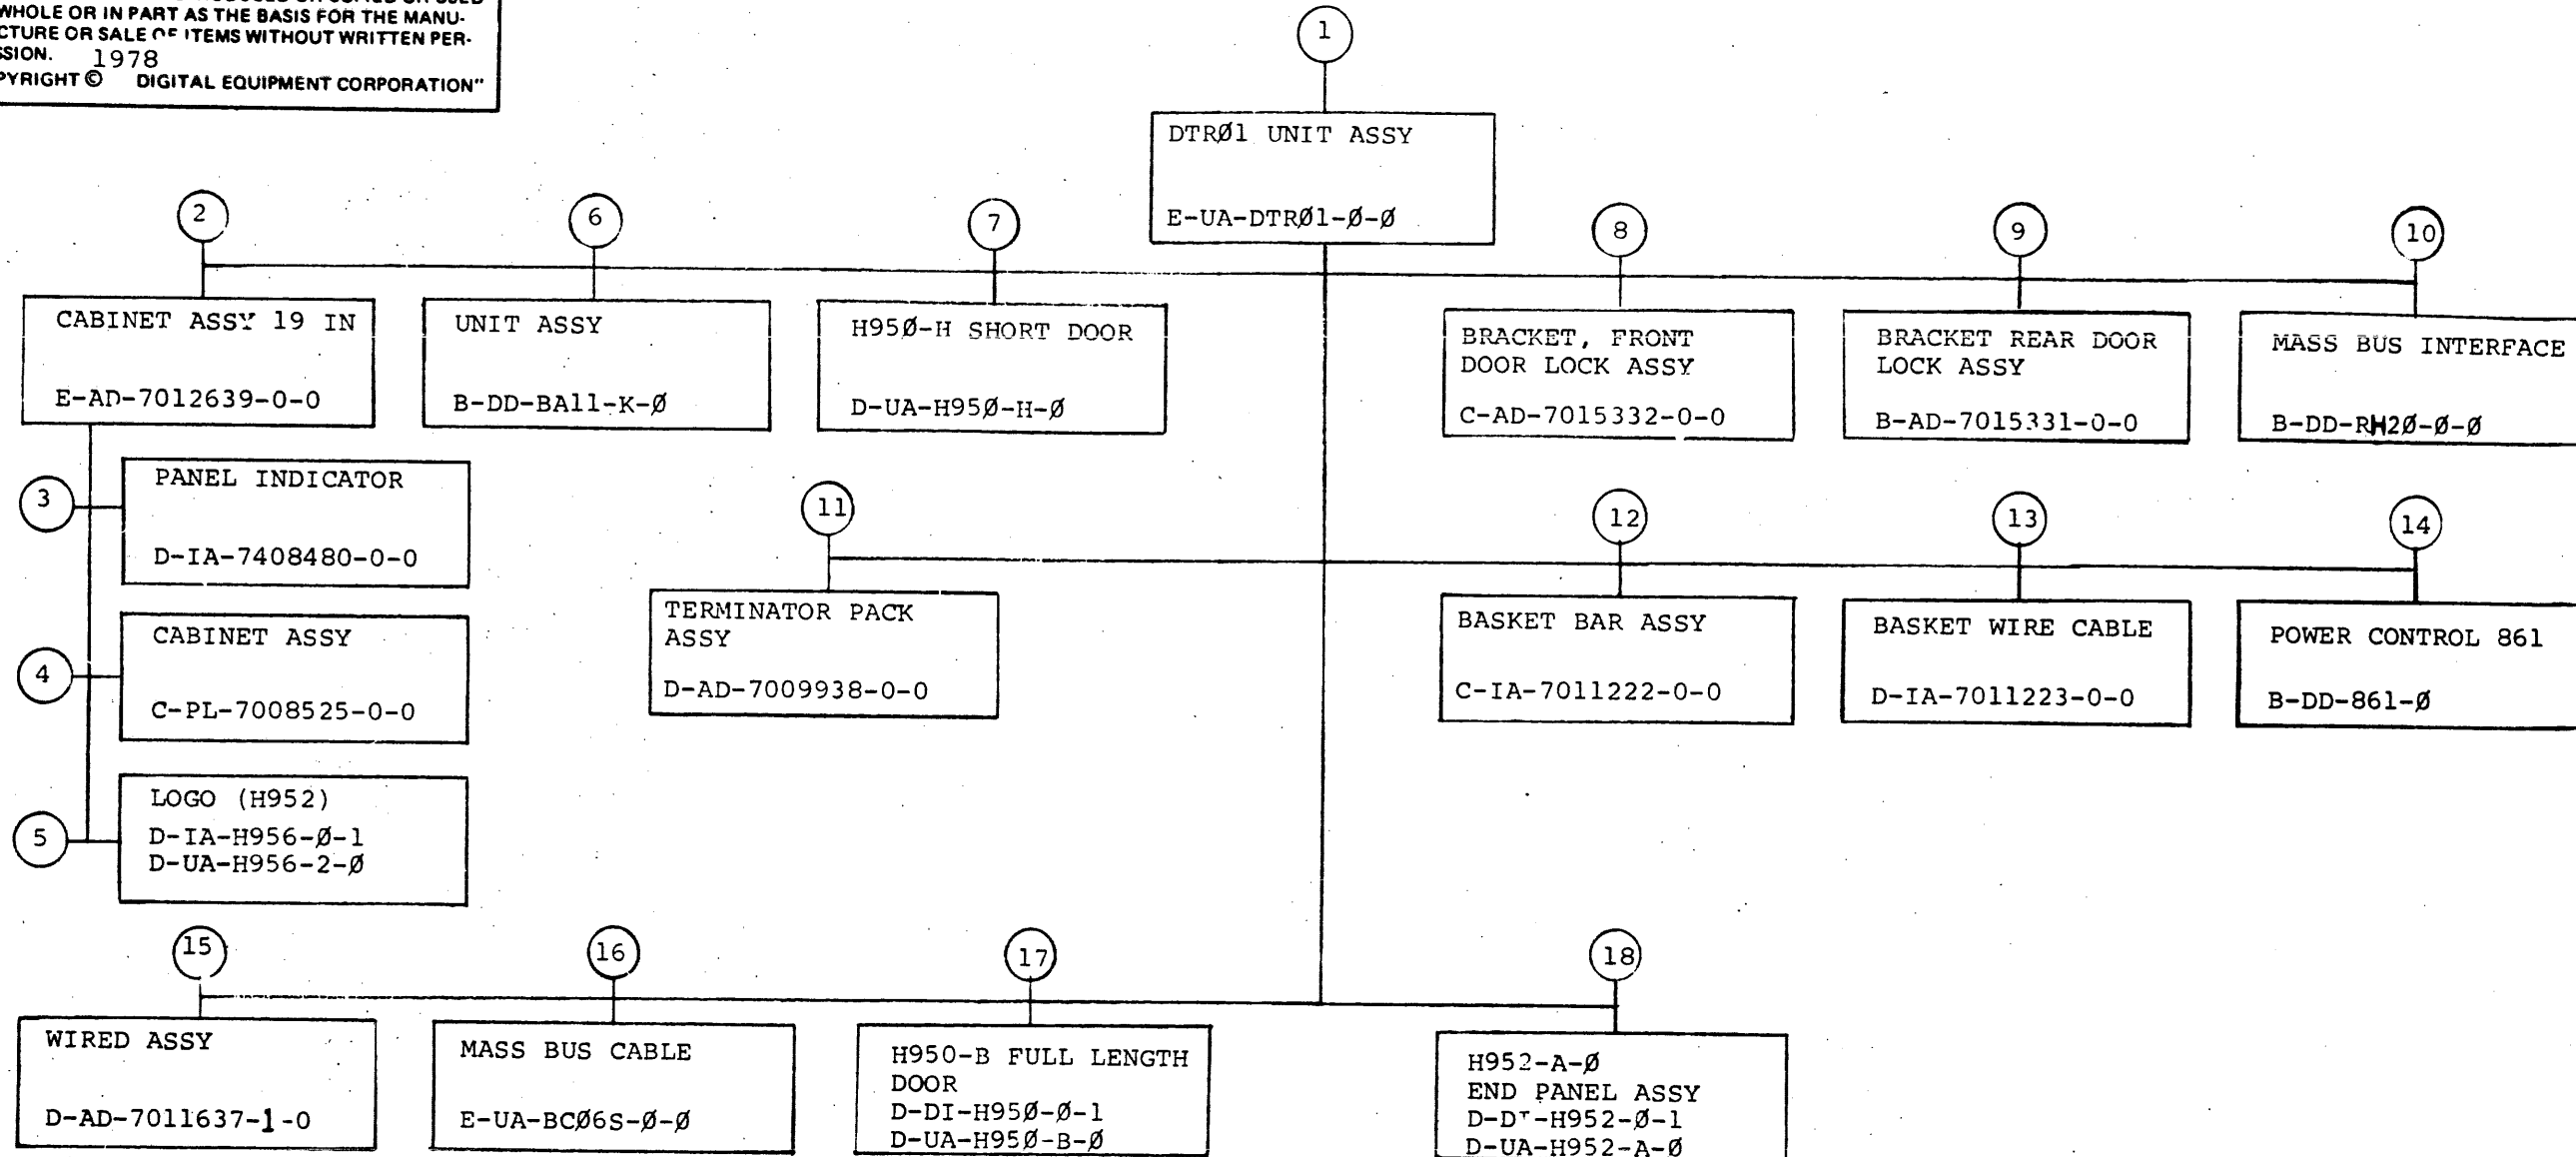 WHOLE OR IN PART AS THE BASIS FOR THE MANU-
CTURE OR SALE OF ITEMS WITHOUT WRITTEN PER-
SSION. 1978
PYRIGHT © DIGITAL EQUIPMENT CORPORATION"
1
DTRØ1 UNIT ASSY
E-UA-DTRØ1-Ø-Ø
2
CABINET ASSY 19 IN
E-AD-7012639-0-0
6
UNIT ASSY
B-DD-BA11-K-Ø
7
H95Ø-H SHORT DOOR
D-UA-H95Ø-H-Ø
8
BRACKET, FRONT
DOOR LOCK ASSY
C-AD-7015332-0-0
9
BRACKET REAR DOOR
LOCK ASSY
B-AD-7015331-0-0
10
MASS BUS INTERFACE
B-DD-RH2Ø-Ø-Ø
3
PANEL INDICATOR
D-IA-7408480-0-0
4
CABINET ASSY
C-PL-7008525-0-0
5
LOGO (H952)
D-IA-H956-Ø-1
D-UA-H956-2-Ø
11
TERMINATOR PACK
ASSY
D-AD-7009938-0-0
12
BASKET BAR ASSY
C-IA-7011222-0-0
13
BASKET WIRE CABLE
D-IA-7011223-0-0
14
POWER CONTROL 861
B-DD-861-Ø
15
WIRED ASSY
D-AD-7011637-1-0
16
MASS BUS CABLE
E-UA-BCØ6S-Ø-Ø
17
H950-B FULL LENGTH
DOOR
D-DI-H95Ø-Ø-1
D-UA-H95Ø-B-Ø
18
H952-A-Ø
END PANEL ASSY
D-UA-H952-A-Ø